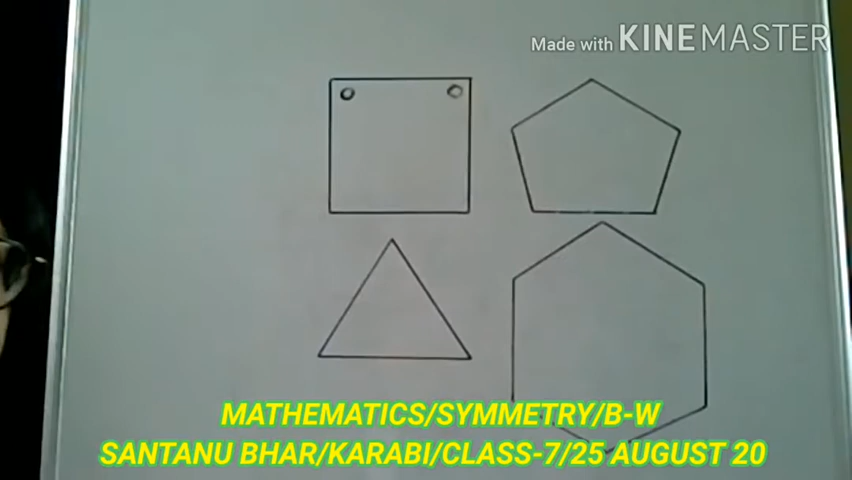 Made with KINEMASTER
MATHEMATICS/SYMMETRY/B-W
SANTANU BHAR/KARABI/CLASS-7/25 AUGUST 20